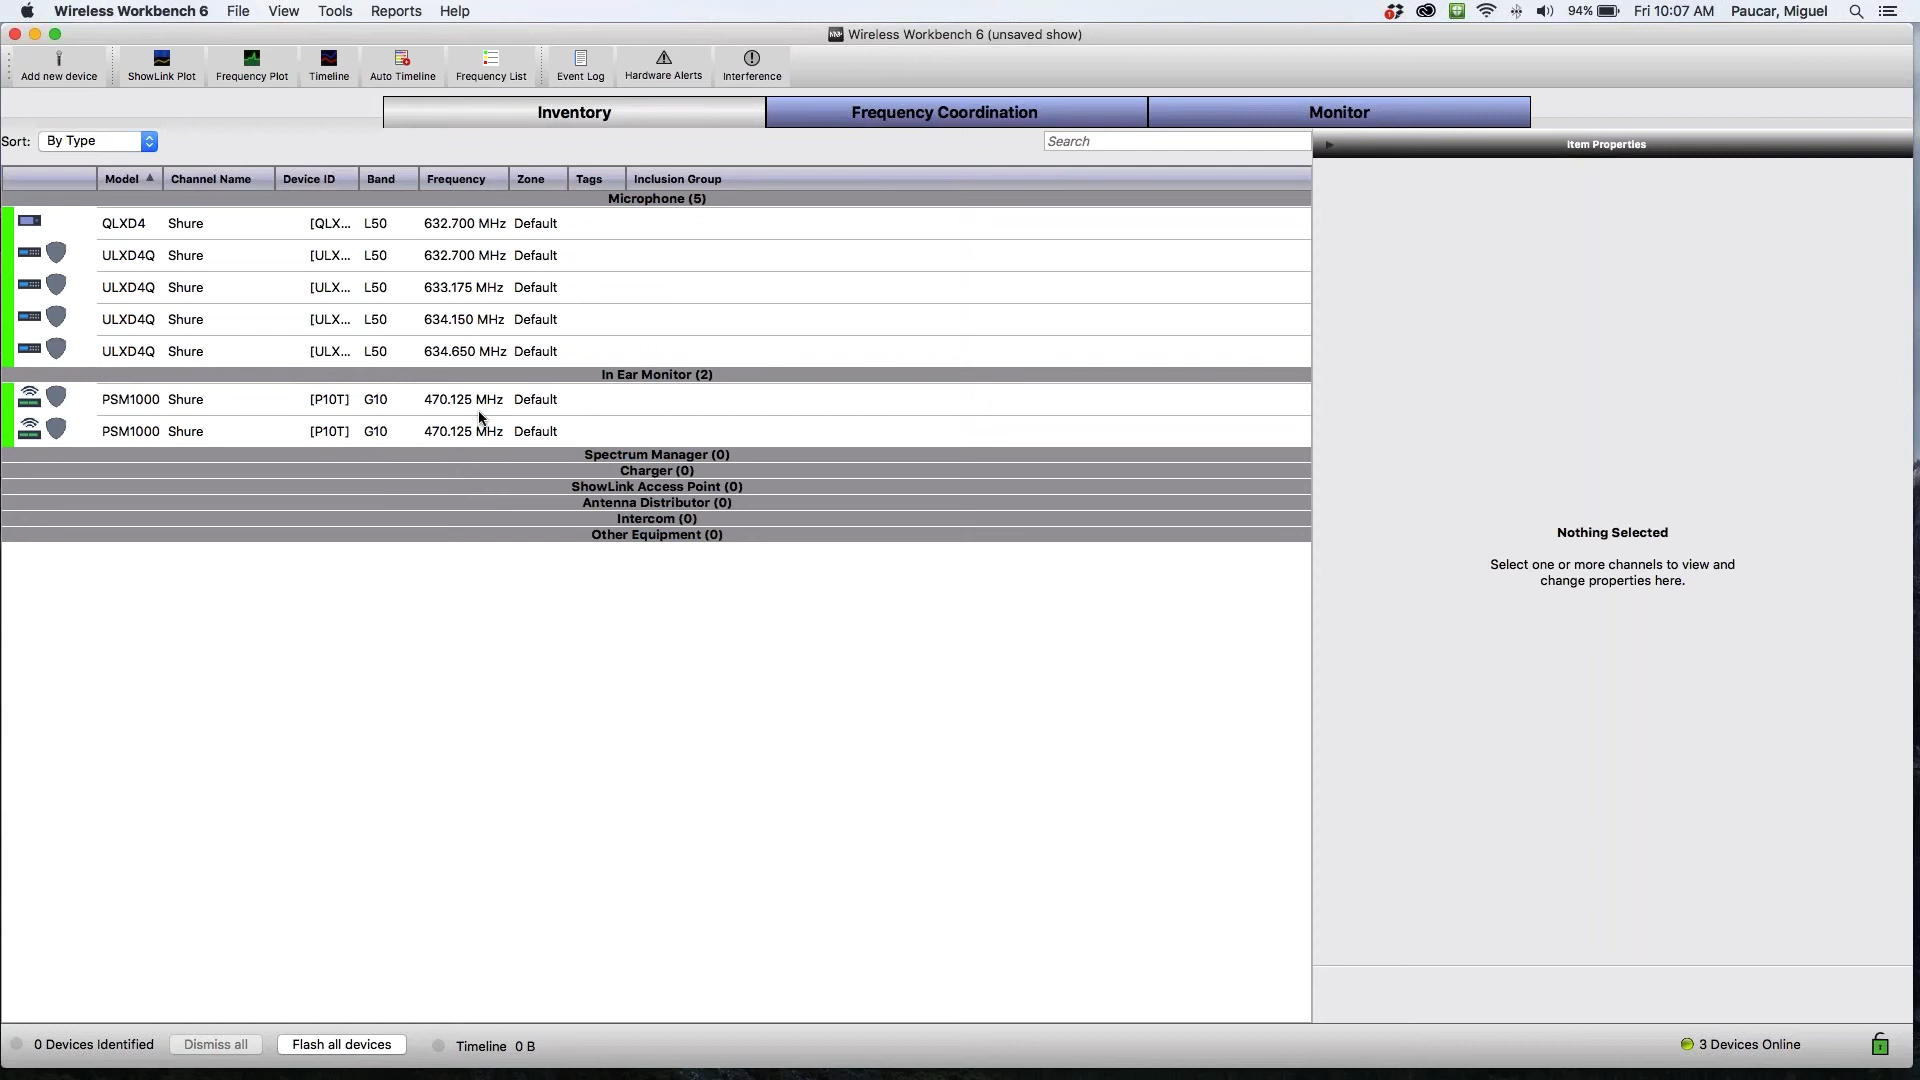 Wireless Workbench 6 File View Tools Reports Help 94% Fri 10:07 AM Paucar, Miguel
Wireless Workbench 6 (unsaved show)
Add new device ShowLink Plot Frequency Plot Timeline Auto Timeline Frequency List Event Log Hardware Alerts Interference
Inventory Frequency Coordination Monitor
Sort: By Type Search Item Properties
Model Channel Name Device ID Band Frequency Zone Tags Inclusion Group
Microphone (5)
QLXD4 Shure [QLX... L50 632.700 MHz Default
ULXD4Q Shure [ULX... L50 632.700 MHz Default
ULXD4Q Shure [ULX... L50 633.175 MHz Default
ULXD4Q Shure [ULX... L50 634.150 MHz Default
ULXD4Q Shure [ULX... L50 634.650 MHz Default
In Ear Monitor (2)
PSM1000 Shure [P10T] G10 470.125 MHz Default
PSM1000 Shure [P10T] G10 470.125 MHz Default
Spectrum Manager (0)
Charger (0)
ShowLink Access Point (0)
Antenna Distributor (0)
Intercom (0)
Other Equipment (0)
Nothing Selected
Select one or more channels to view and
change properties here.
0 Devices Identified Dismiss all Flash all devices Timeline 0 B 3 Devices Online